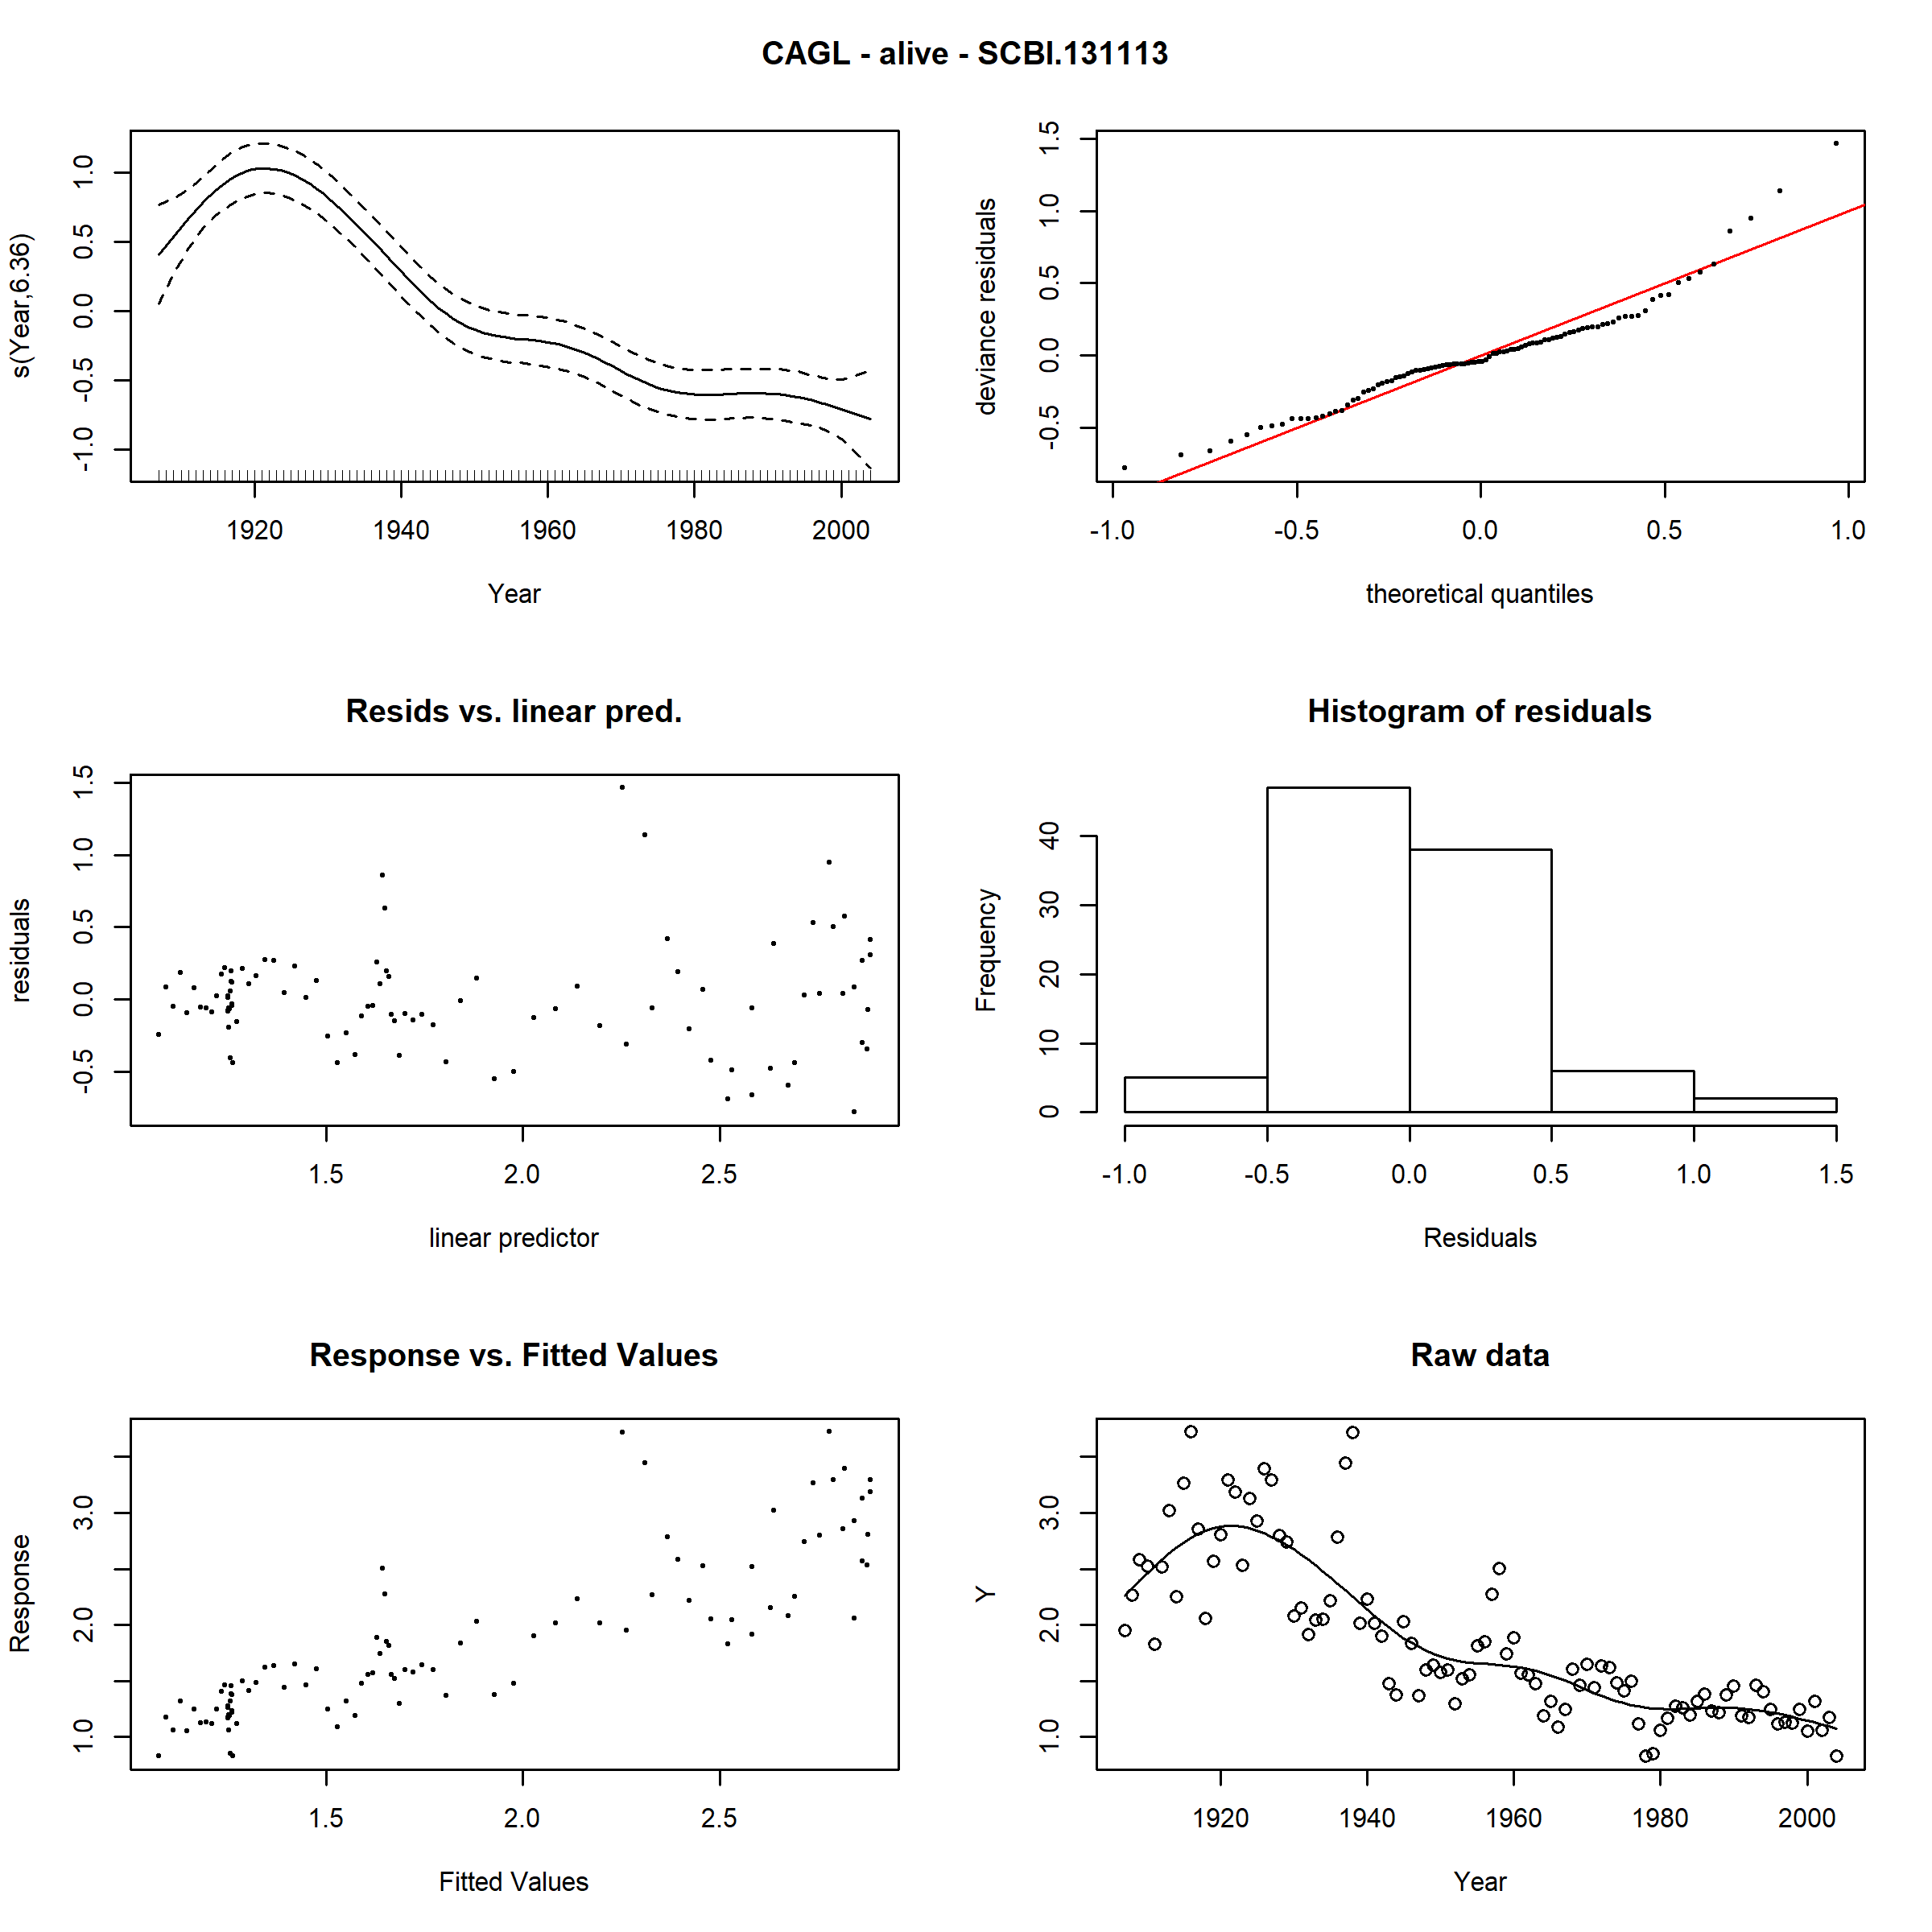 CAGL - alive - SCBI.131113
s(Year,6.36)
-1.0 -0.5 0.0 0.5 1.0
1920 1940 1960 1980 2000
Year
deviance residuals
-0.5 0.0 0.5 1.0 1.5
-1.0 -0.5 0.0 0.5 1.0
theoretical quantiles
Resids vs. linear pred.
residuals
-0.5 0.0 0.5 1.0 1.5
1.5 2.0 2.5
linear predictor
Histogram of residuals
Frequency
0 10 20 30 40
-1.0 -0.5 0.0 0.5 1.0 1.5
Residuals
Response vs. Fitted Values
Response
1.0 2.0 3.0
1.5 2.0 2.5
Fitted Values
Raw data
Y
1.0 2.0 3.0
1920 1940 1960 1980 2000
Year